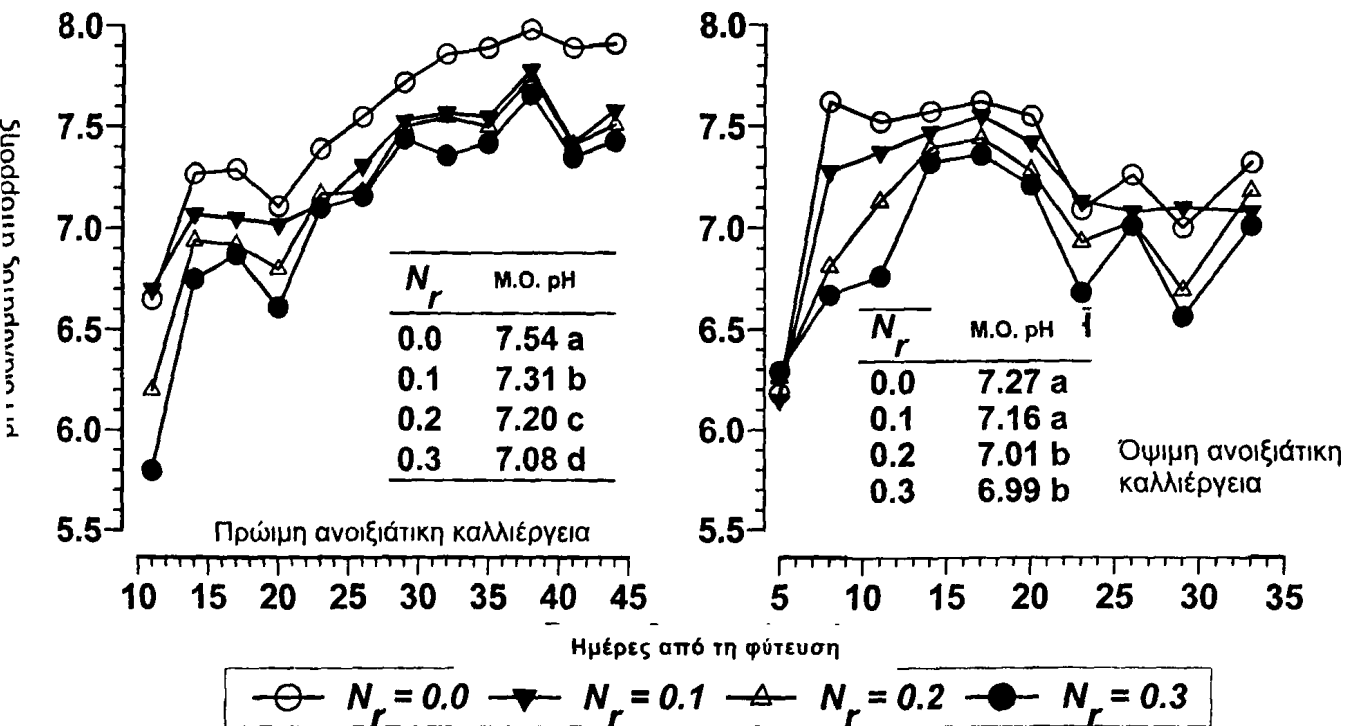 pH διαλύματος απορροής
8.0
7.5
7.0
6.5
6.0
5.5
N_r M.O. pH
0.0 7.54 a
0.1 7.31 b
0.2 7.20 c
0.3 7.08 d
Πρώιμη ανοιξιάτικη καλλιέργεια
10 15 20 25 30 35 40 45
8.0
7.5
7.0
6.5
6.0
5.5
N_r M.O. pH
0.0 7.27 a
0.1 7.16 a
0.2 7.01 b
0.3 6.99 b
Όψιμη ανοιξιάτικη
καλλιέργεια
5 10 15 20 25 30 35
Ημέρες από τη φύτευση
N_r = 0.0 N_r = 0.1 N_r = 0.2 N_r = 0.3